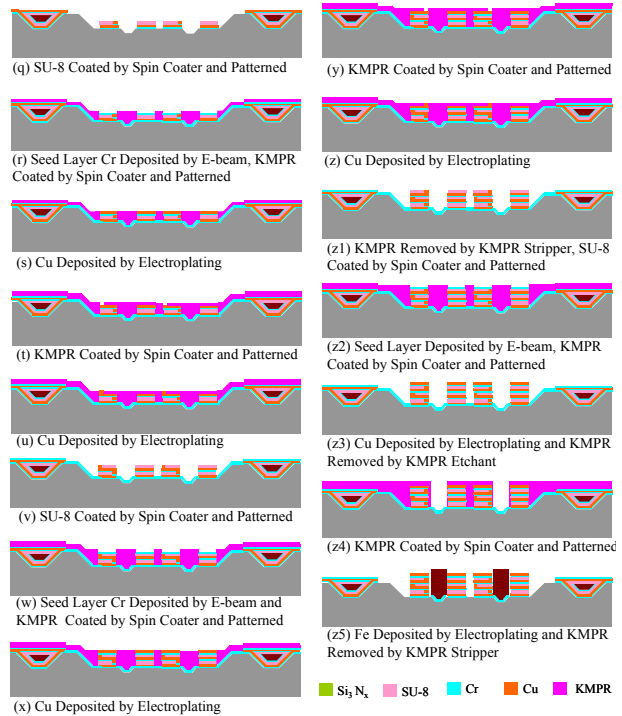 (q) SU-8 Coated by Spin Coater and Patterned
(r) Seed Layer Cr Deposited by E-beam, KMPR
Coated by Spin Coater and Patterned
(s) Cu Deposited by Electroplating
(t) KMPR Coated by Spin Coater and Patterned
(u) Cu Deposited by Electroplating
(v) SU-8 Coated by Spin Coater and Patterned
(w) Seed Layer Cr Deposited by E-beam and
KMPR Coated by Spin Coater and Patterned
(x) Cu Deposited by Electroplating
(y) KMPR Coated by Spin Coater and Patterned
(z) Cu Deposited by Electroplating
(z1) KMPR Removed by KMPR Stripper, SU-8
Coated by Spin Coater and Patterned
(z2) Seed Layer Deposited by E-beam, KMPR
Coated by Spin Coater and Patterned
(z3) Cu Deposited by Electroplating and KMPR
Removed by KMPR Etchant
(z4) KMPR Coated by Spin Coater and Patterned
(z5) Fe Deposited by Electroplating and KMPR
Removed by KMPR Stripper
Si3 Nx SU-8 Cr Cu KMPR